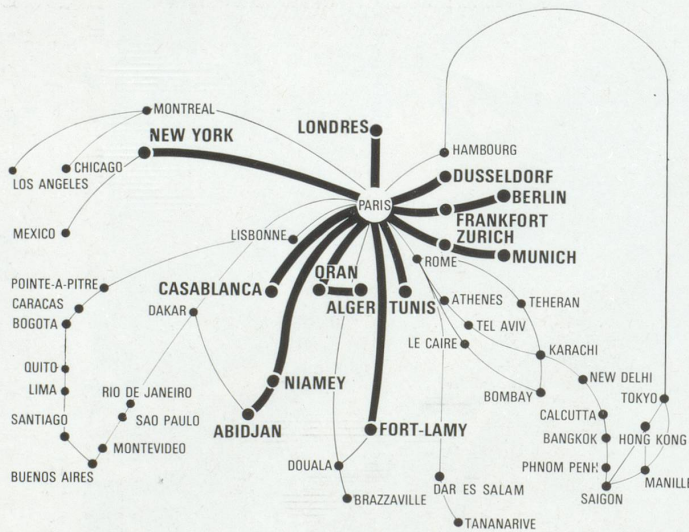 MONTREAL
NEW YORK
LONDRES
HAMBOURG
CHICAGO
LOS ANGELES
DUSSELDORF
BERLIN
PARIS
FRANKFORT
MEXICO
LISBONNE
ZURICH
MUNICH
ROME
POINTE-A-PITRE
CASABLANCA
ORAN
CARACAS
DAKAR
ALGER
TUNIS
ATHENES
TEHERAN
BOGOTA
TEL AVIV
LE CAIRE
KARACHI
QUITO
NIAMEY
NEW DELHI
LIMA
RIO DE JANEIRO
BOMBAY
TOKYO
SANTIAGO
SAO PAULO
CALCUTTA
ABIDJAN
FORT-LAMY
BANGKOK
HONG KONG
MONTEVIDEO
DOUALA
PHNOM PENH
BUENOS AIRES
DAR ES SALAM
MANILLE
BRAZZAVILLE
SAIGON
TANANARIVE